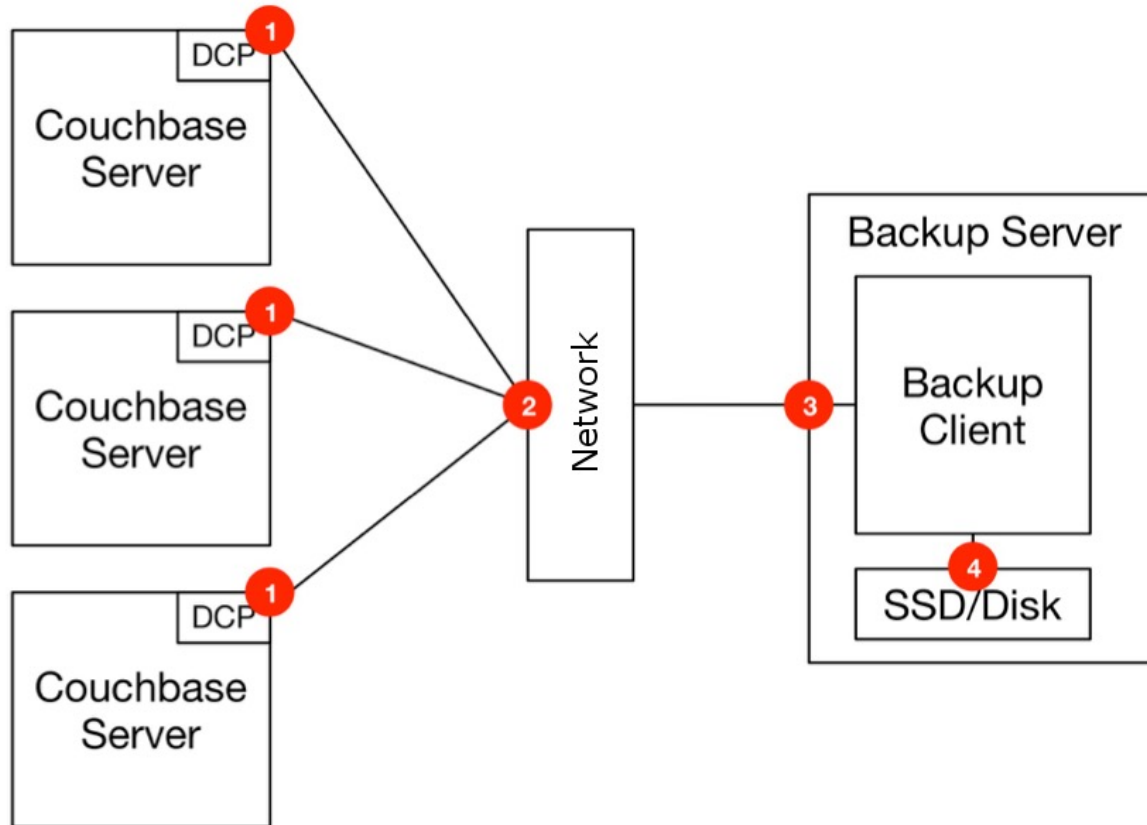 1
DCP
Couchbase
Server
1
DCP
Couchbase
Server
1
DCP
Couchbase
Server
2
Network
3
Backup Server
Backup
Client
4
SSD/Disk